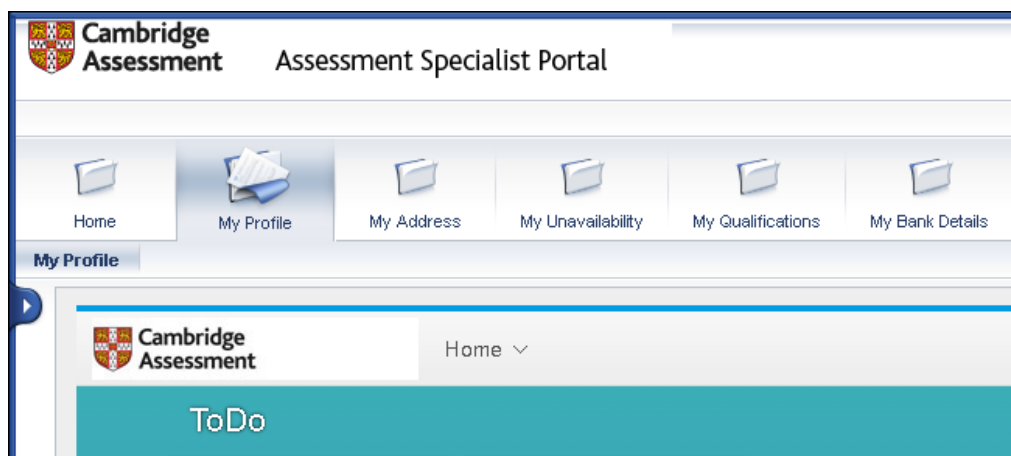 Cambridge
Assessment
Assessment Specialist Portal
Home
My Profile
My Address
My Unavailability
My Qualifications
My Bank Details
My Profile
Cambridge
Assessment
Home
ToDo